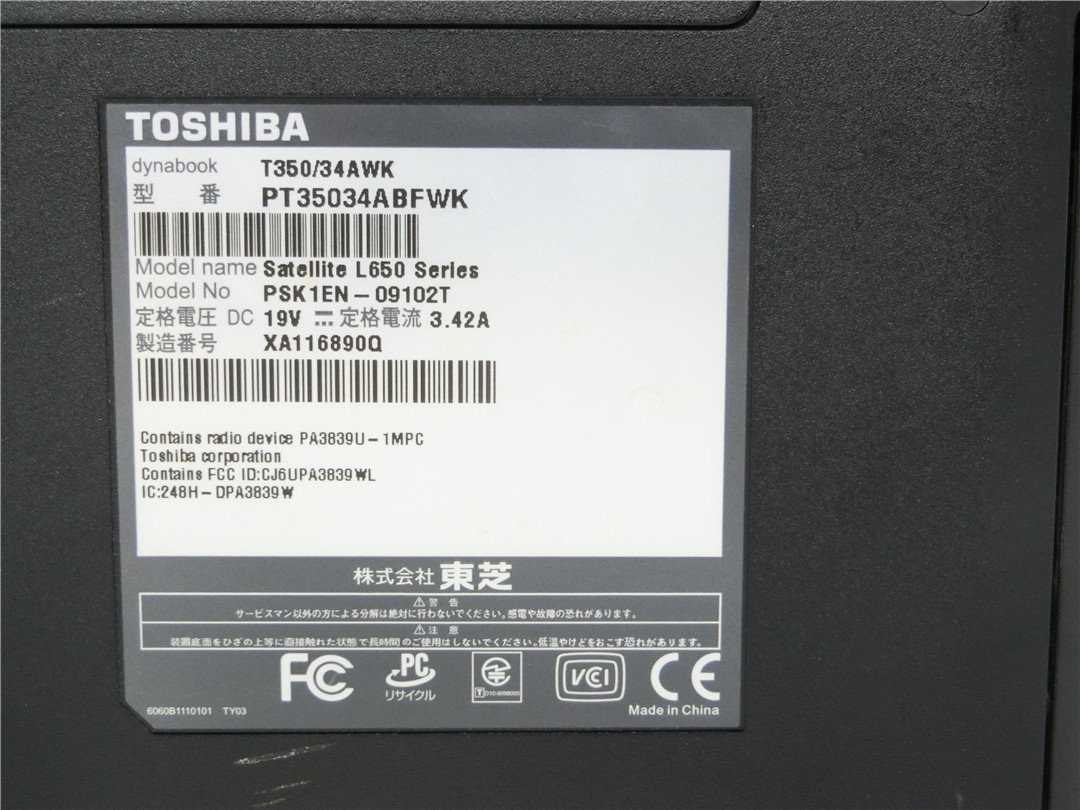 TOSHIBA
dynabook T350/34AWK
型 番 PT35034ABFWK
Model name Satellite L650 Series
Model No PSK1EN-09102T
定格電圧 DC 19V 定格電流 3.42A
製造番号 XA116890Q
Contains radio device PA3839U-1MPC
Toshiba corporation
Contains FCC ID:CJ6UPA3839WL
IC:248H-DPA3839W
株式会社 東芝
⚠警 告
サービスマン以外の方による分解は絶対に行わないでください。感電や故障の恐れがあります。
⚠注 意
装置底面をひざの上等に直接触れた状態で長時間のご使用はしないでください。低温やけどをおこす恐れがあります。
FC PC VCI CE
リサイクル
T D10-0098005
6060B1110101 TY03 Made in China